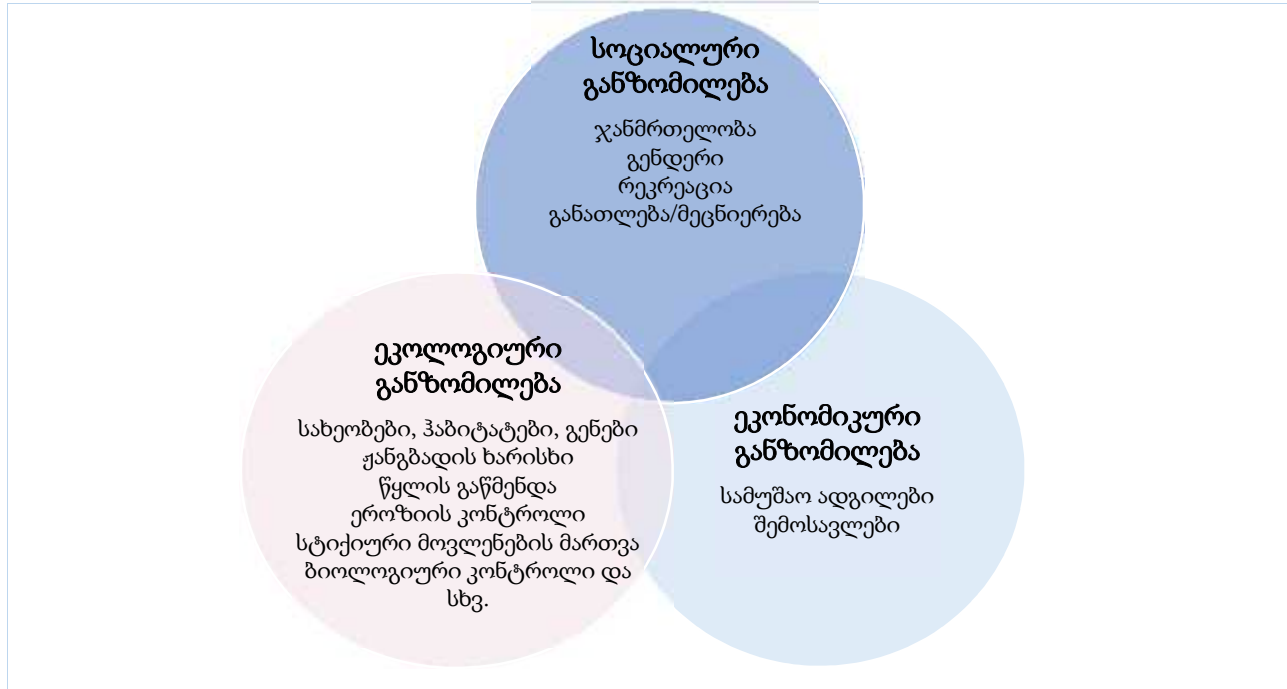 სოციალური
განზომილება
ჯანმრთელობა
გენდერი
რეკრეაცია
განათლება/მეცნიერება
ეკოლოგიური
განზომილება
სახეობები, ჰაბიტატები, გენები
ჟანგბადის ხარისხი
წყლის გაწმენდა
ეროზიის კონტროლი
სტიქიური მოვლენების მართვა
ბიოლოგიური კონტროლი და
სხვ.
ეკონომიკური
განზომილება
სამუშაო ადგილები
შემოსავლები